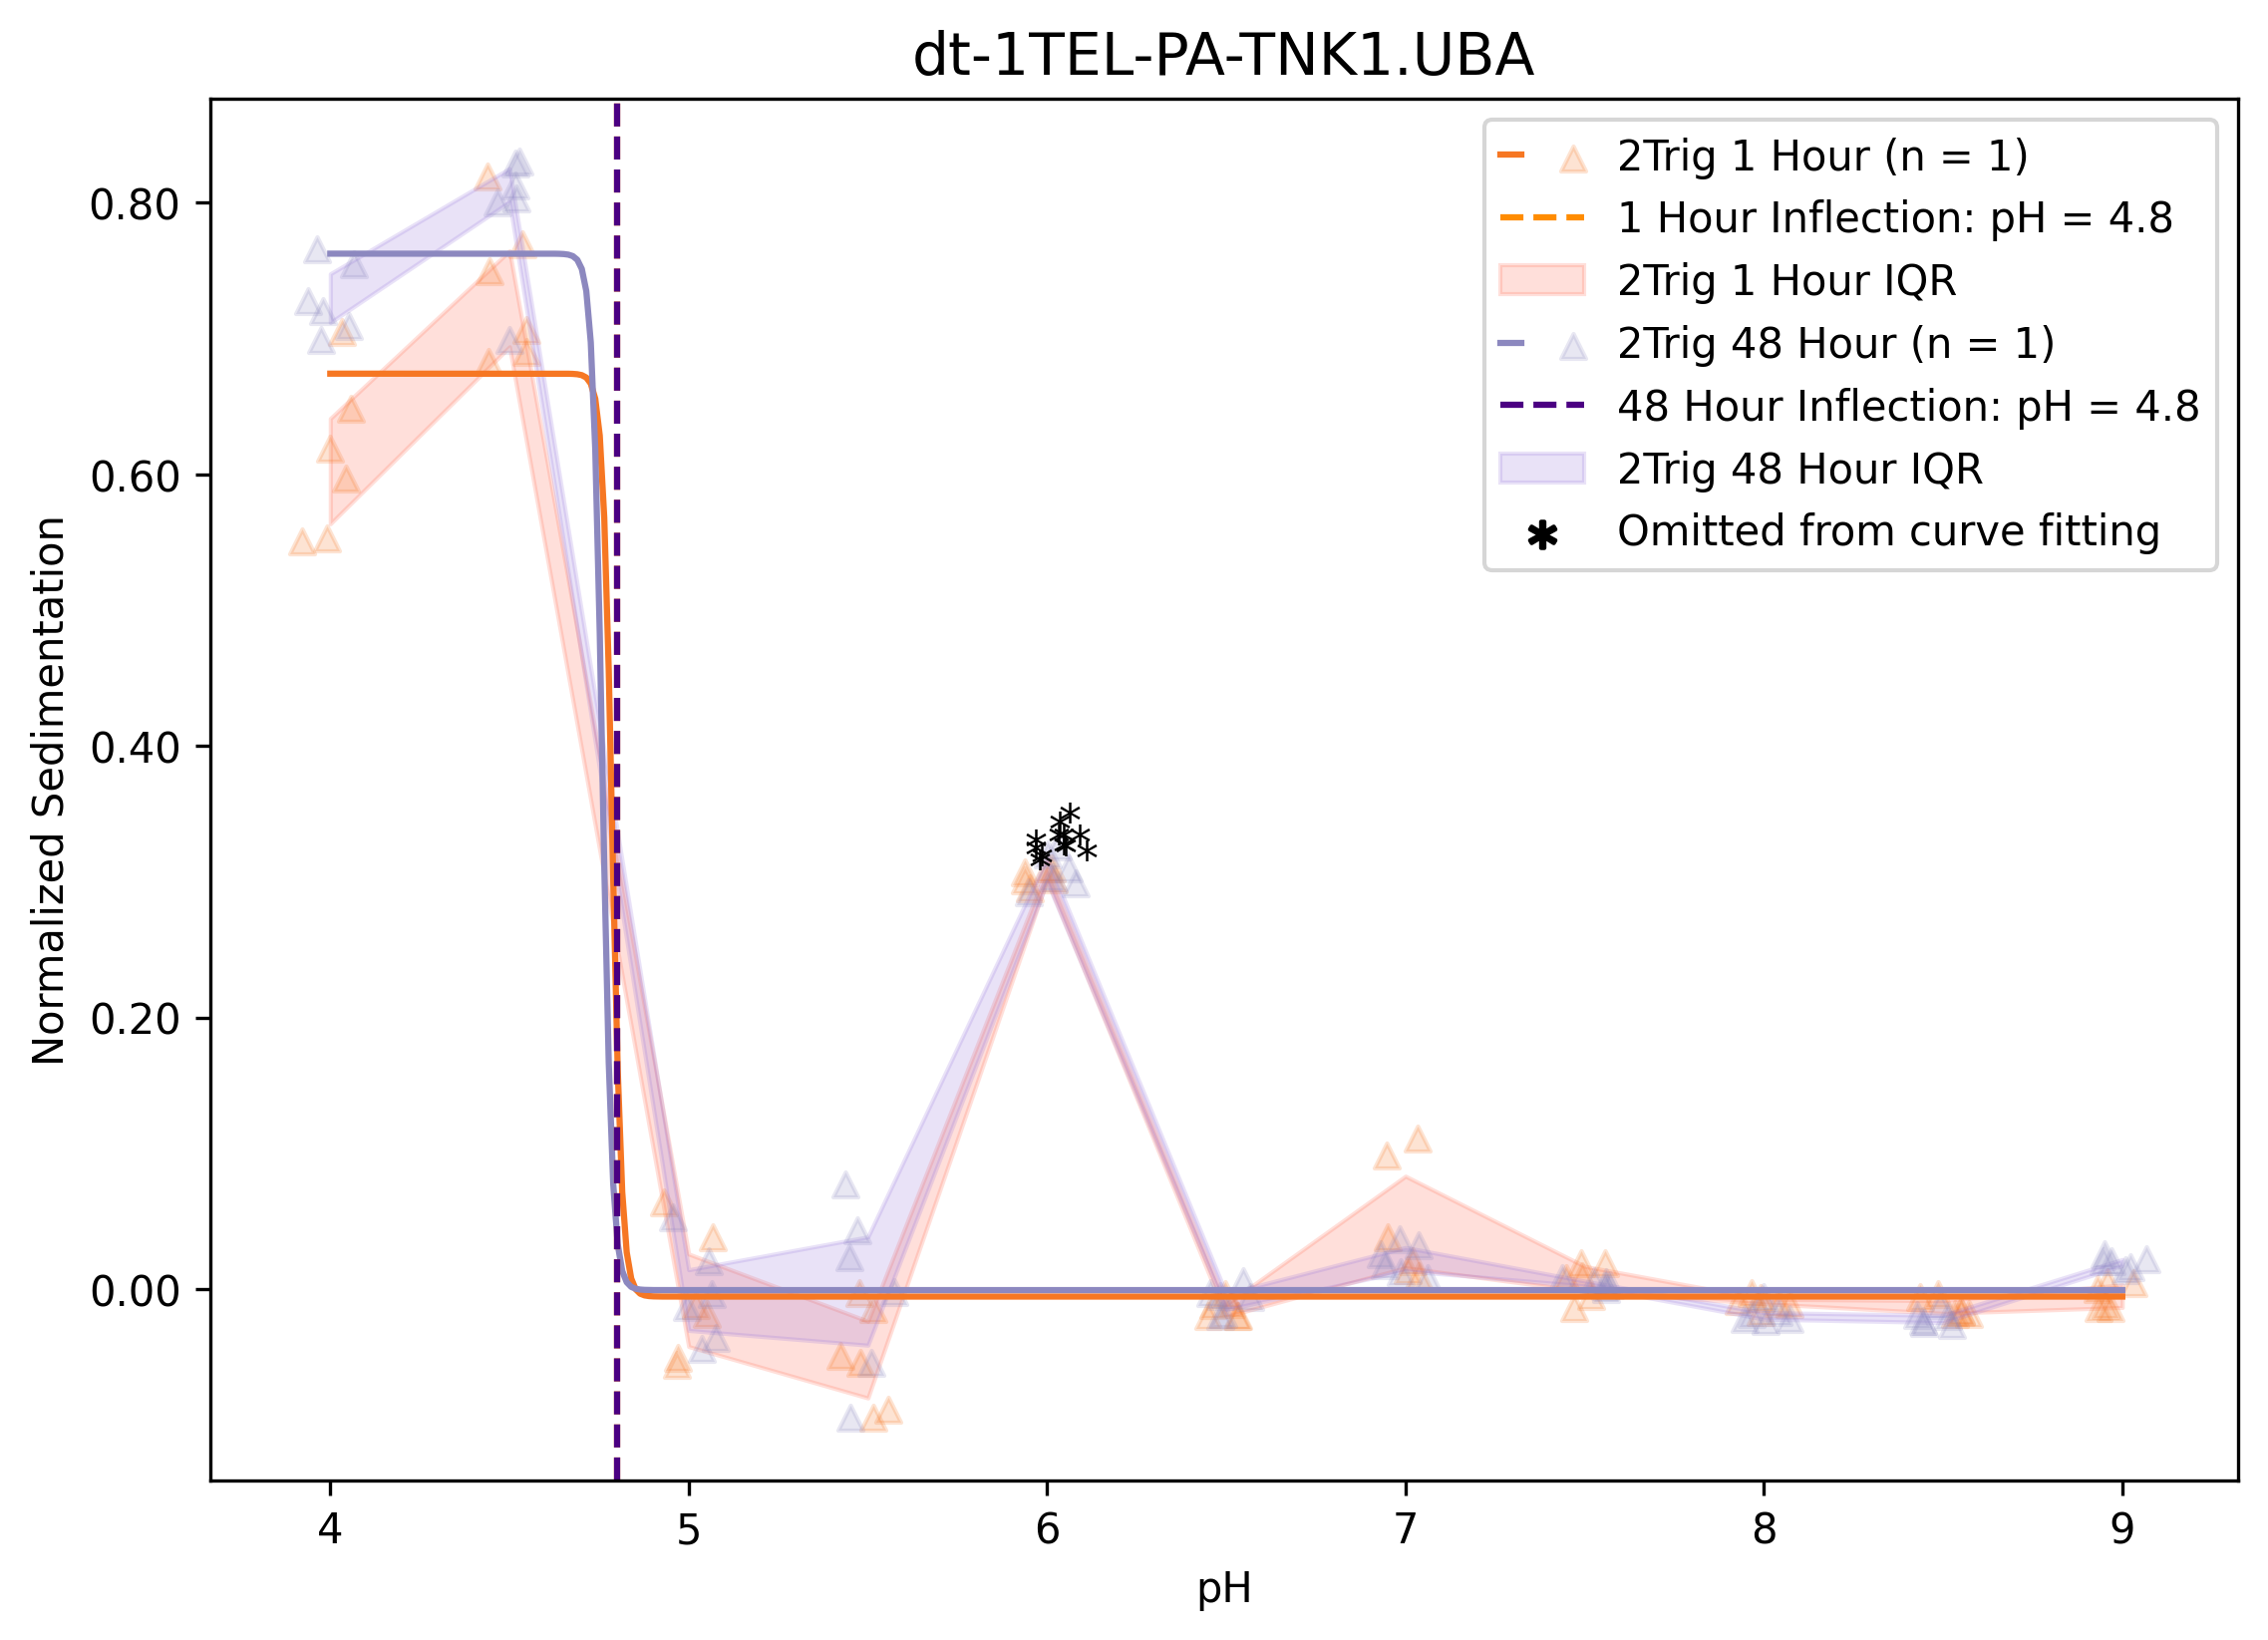 dt-1TEL-PA-TNK1.UBA
2Trig 1 Hour (n = 1)
1 Hour Inflection: pH = 4.8
2Trig 1 Hour IQR
2Trig 48 Hour (n = 1)
48 Hour Inflection: pH = 4.8
2Trig 48 Hour IQR
Omitted from curve fitting
Normalized Sedimentation
0.80
0.60
0.40
0.20
0.00
4 5 6 7 8 9
pH